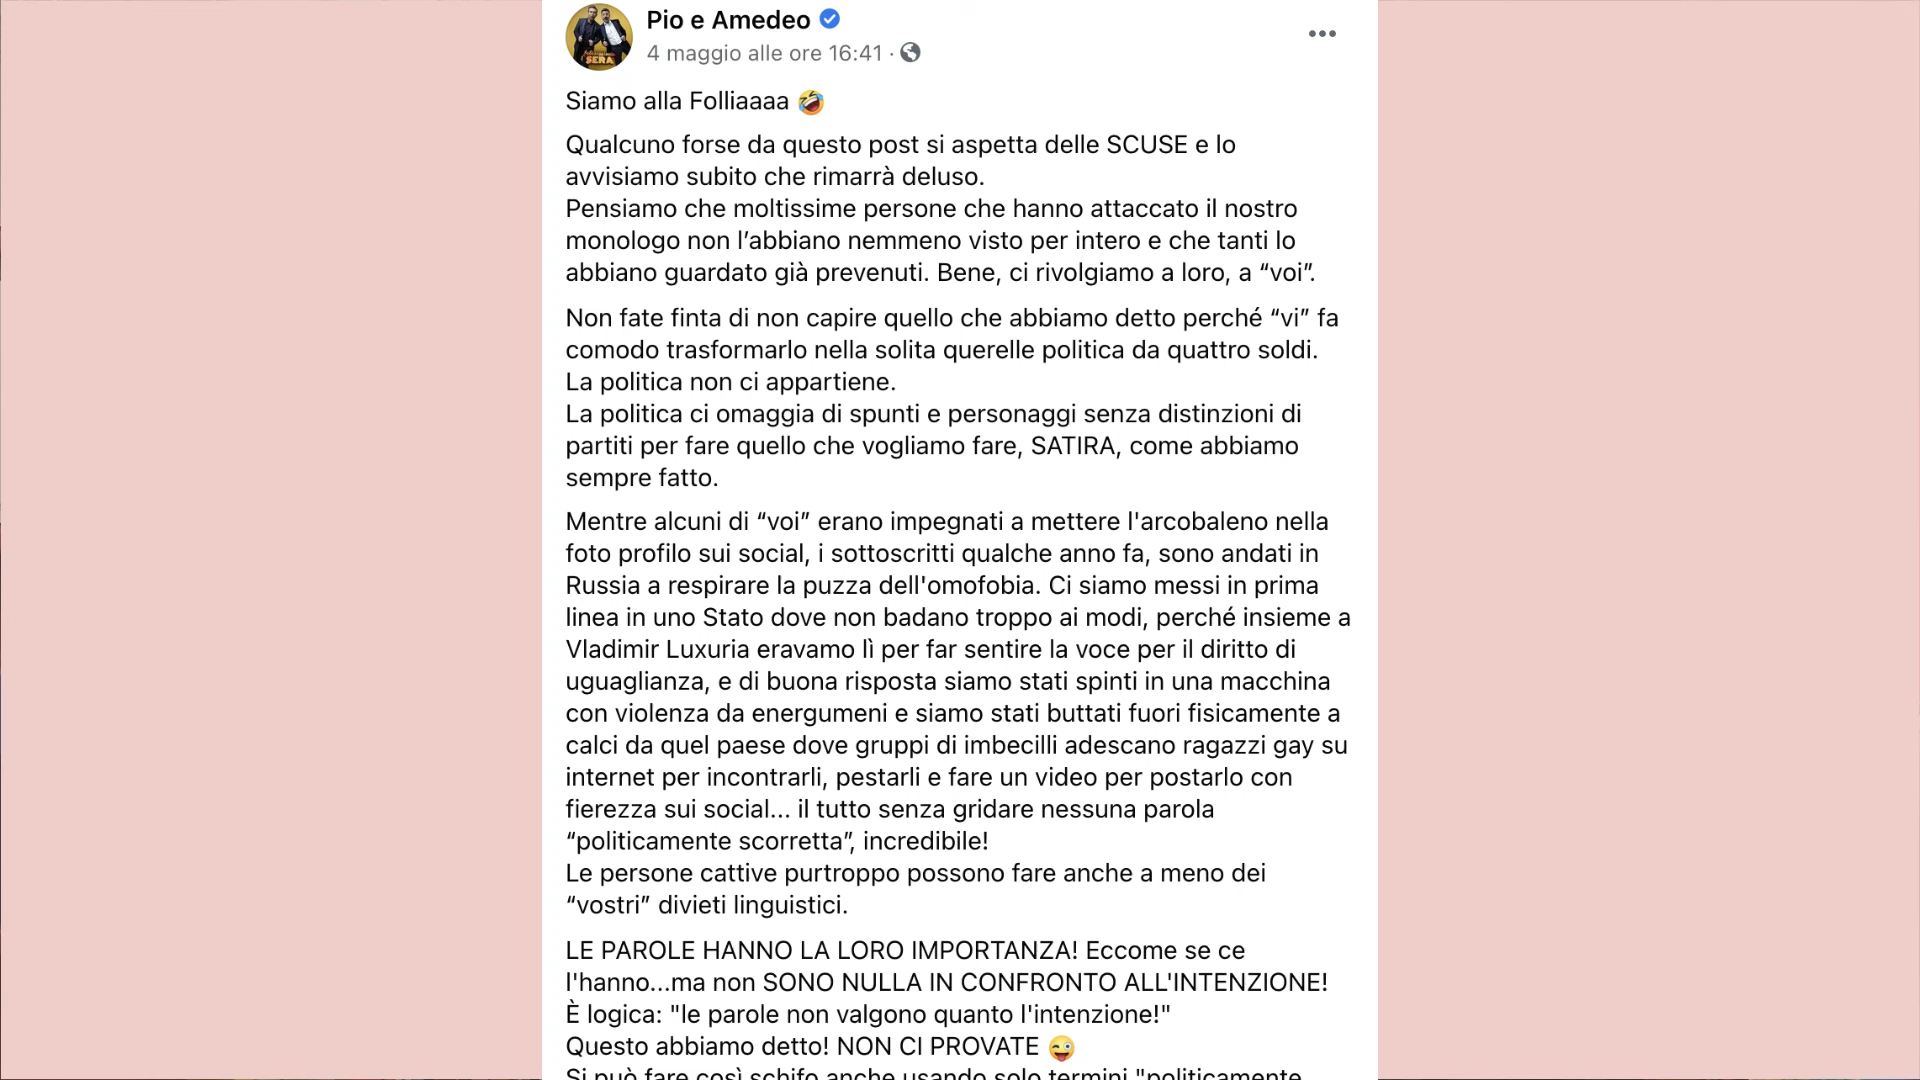 Pio e Amedeo
4 maggio alle ore 16:41 ·
SERA
Siamo alla Folliaaaa 🤣
Qualcuno forse da questo post si aspetta delle SCUSE e lo
avvisiamo subito che rimarrà deluso.
Pensiamo che moltissime persone che hanno attaccato il nostro
monologo non l’abbiano nemmeno visto per intero e che tanti lo
abbiano guardato già prevenuti. Bene, ci rivolgiamo a loro, a “voi”.
Non fate finta di non capire quello che abbiamo detto perché “vi” fa
comodo trasformarlo nella solita querelle politica da quattro soldi.
La politica non ci appartiene.
La politica ci omaggia di spunti e personaggi senza distinzioni di
partiti per fare quello che vogliamo fare, SATIRA, come abbiamo
sempre fatto.
Mentre alcuni di “voi” erano impegnati a mettere l'arcobaleno nella
foto profilo sui social, i sottoscritti qualche anno fa, sono andati in
Russia a respirare la puzza dell'omofobia. Ci siamo messi in prima
linea in uno Stato dove non badano troppo ai modi, perché insieme a
Vladimir Luxuria eravamo lì per far sentire la voce per il diritto di
uguaglianza, e di buona risposta siamo stati spinti in una macchina
con violenza da energumeni e siamo stati buttati fuori fisicamente a
calci da quel paese dove gruppi di imbecilli adescano ragazzi gay su
internet per incontrarli, pestarli e fare un video per postarlo con
fierezza sui social... il tutto senza gridare nessuna parola
“politicamente scorretta”, incredibile!
Le persone cattive purtroppo possono fare anche a meno dei
“vostri” divieti linguistici.
LE PAROLE HANNO LA LORO IMPORTANZA! Eccome se ce
l'hanno...ma non SONO NULLA IN CONFRONTO ALL'INTENZIONE!
È logica: "le parole non valgono quanto l'intenzione!"
Questo abbiamo detto! NON CI PROVATE 😜
Si può fare così schifo anche usando solo termini "politicamente